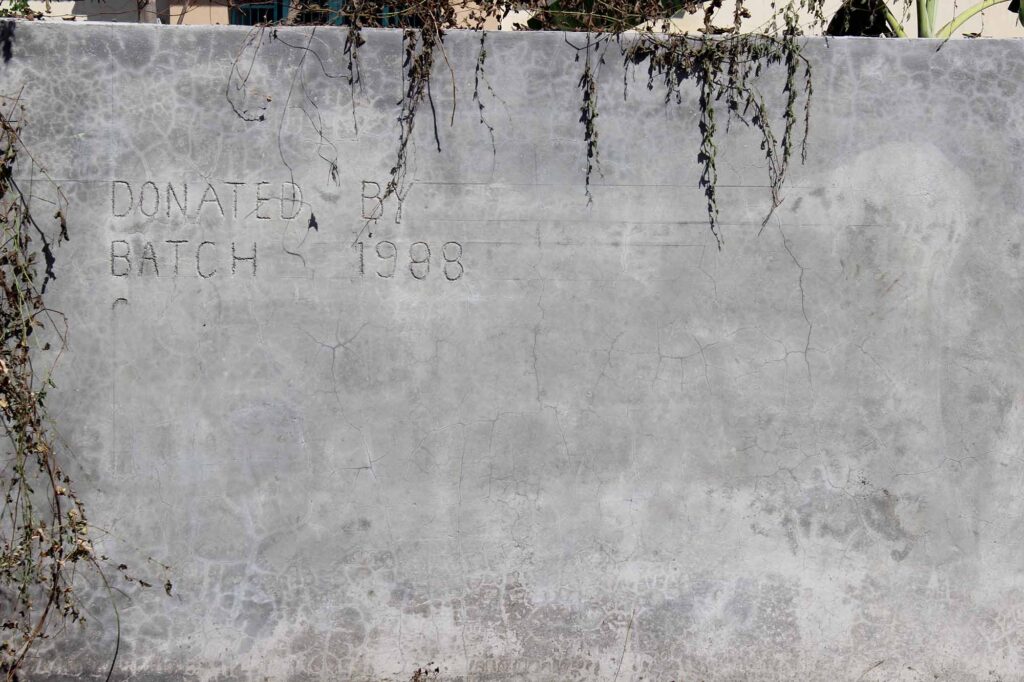 DONATED BY
BATCH 1988